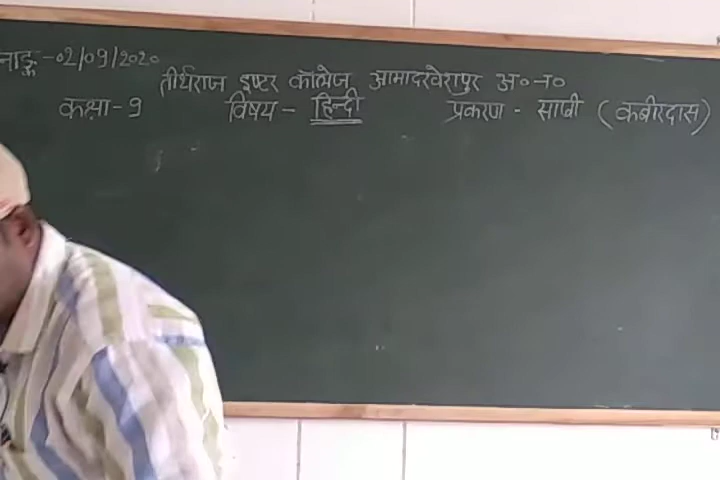 नाङ्क -02/09/2020
तीर्थराज इण्टर कॉलेज आमादरवेरापुर अ०न०
कक्षा-9 विषय - हिन्दी प्रकरण - साखी (कबीरदास)